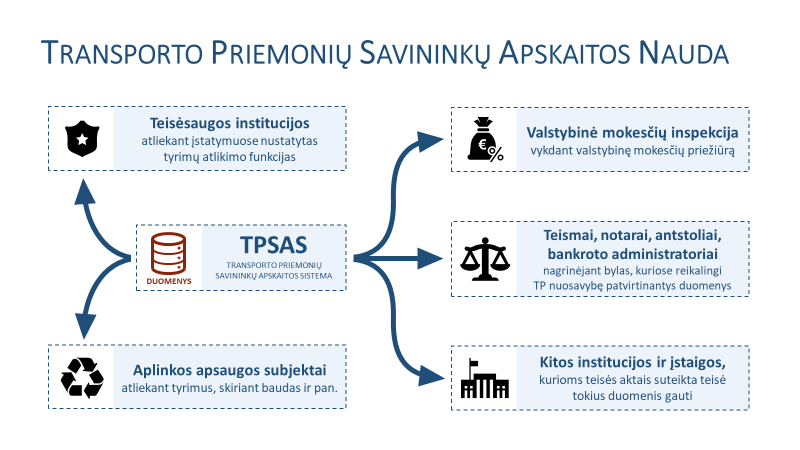 Transporto Priemonių Savininkų Apskaitos Nauda
Teisėsaugos institucijos
atliekant įstatymuose nustatytas
tyrimų atlikimo funkcijas
Valstybinė mokesčių inspekcija
vykdant valstybinę mokesčių priežiūrą
€
%
DUOMENYS
TPSAS
TRANSPORTO PRIEMONIŲ
SAVININKŲ APSKAITOS SISTEMA
Teismai, notarai, antstoliai,
bankroto administratoriai
nagrinėjant bylas, kuriose reikalingi
TP nuosavybę patvirtinantys duomenys
Aplinkos apsaugos subjektai
atliekant tyrimus, skiriant baudas ir pan.
Kitos institucijos ir įstaigos,
kurioms teisės aktais suteikta teisė
tokius duomenis gauti